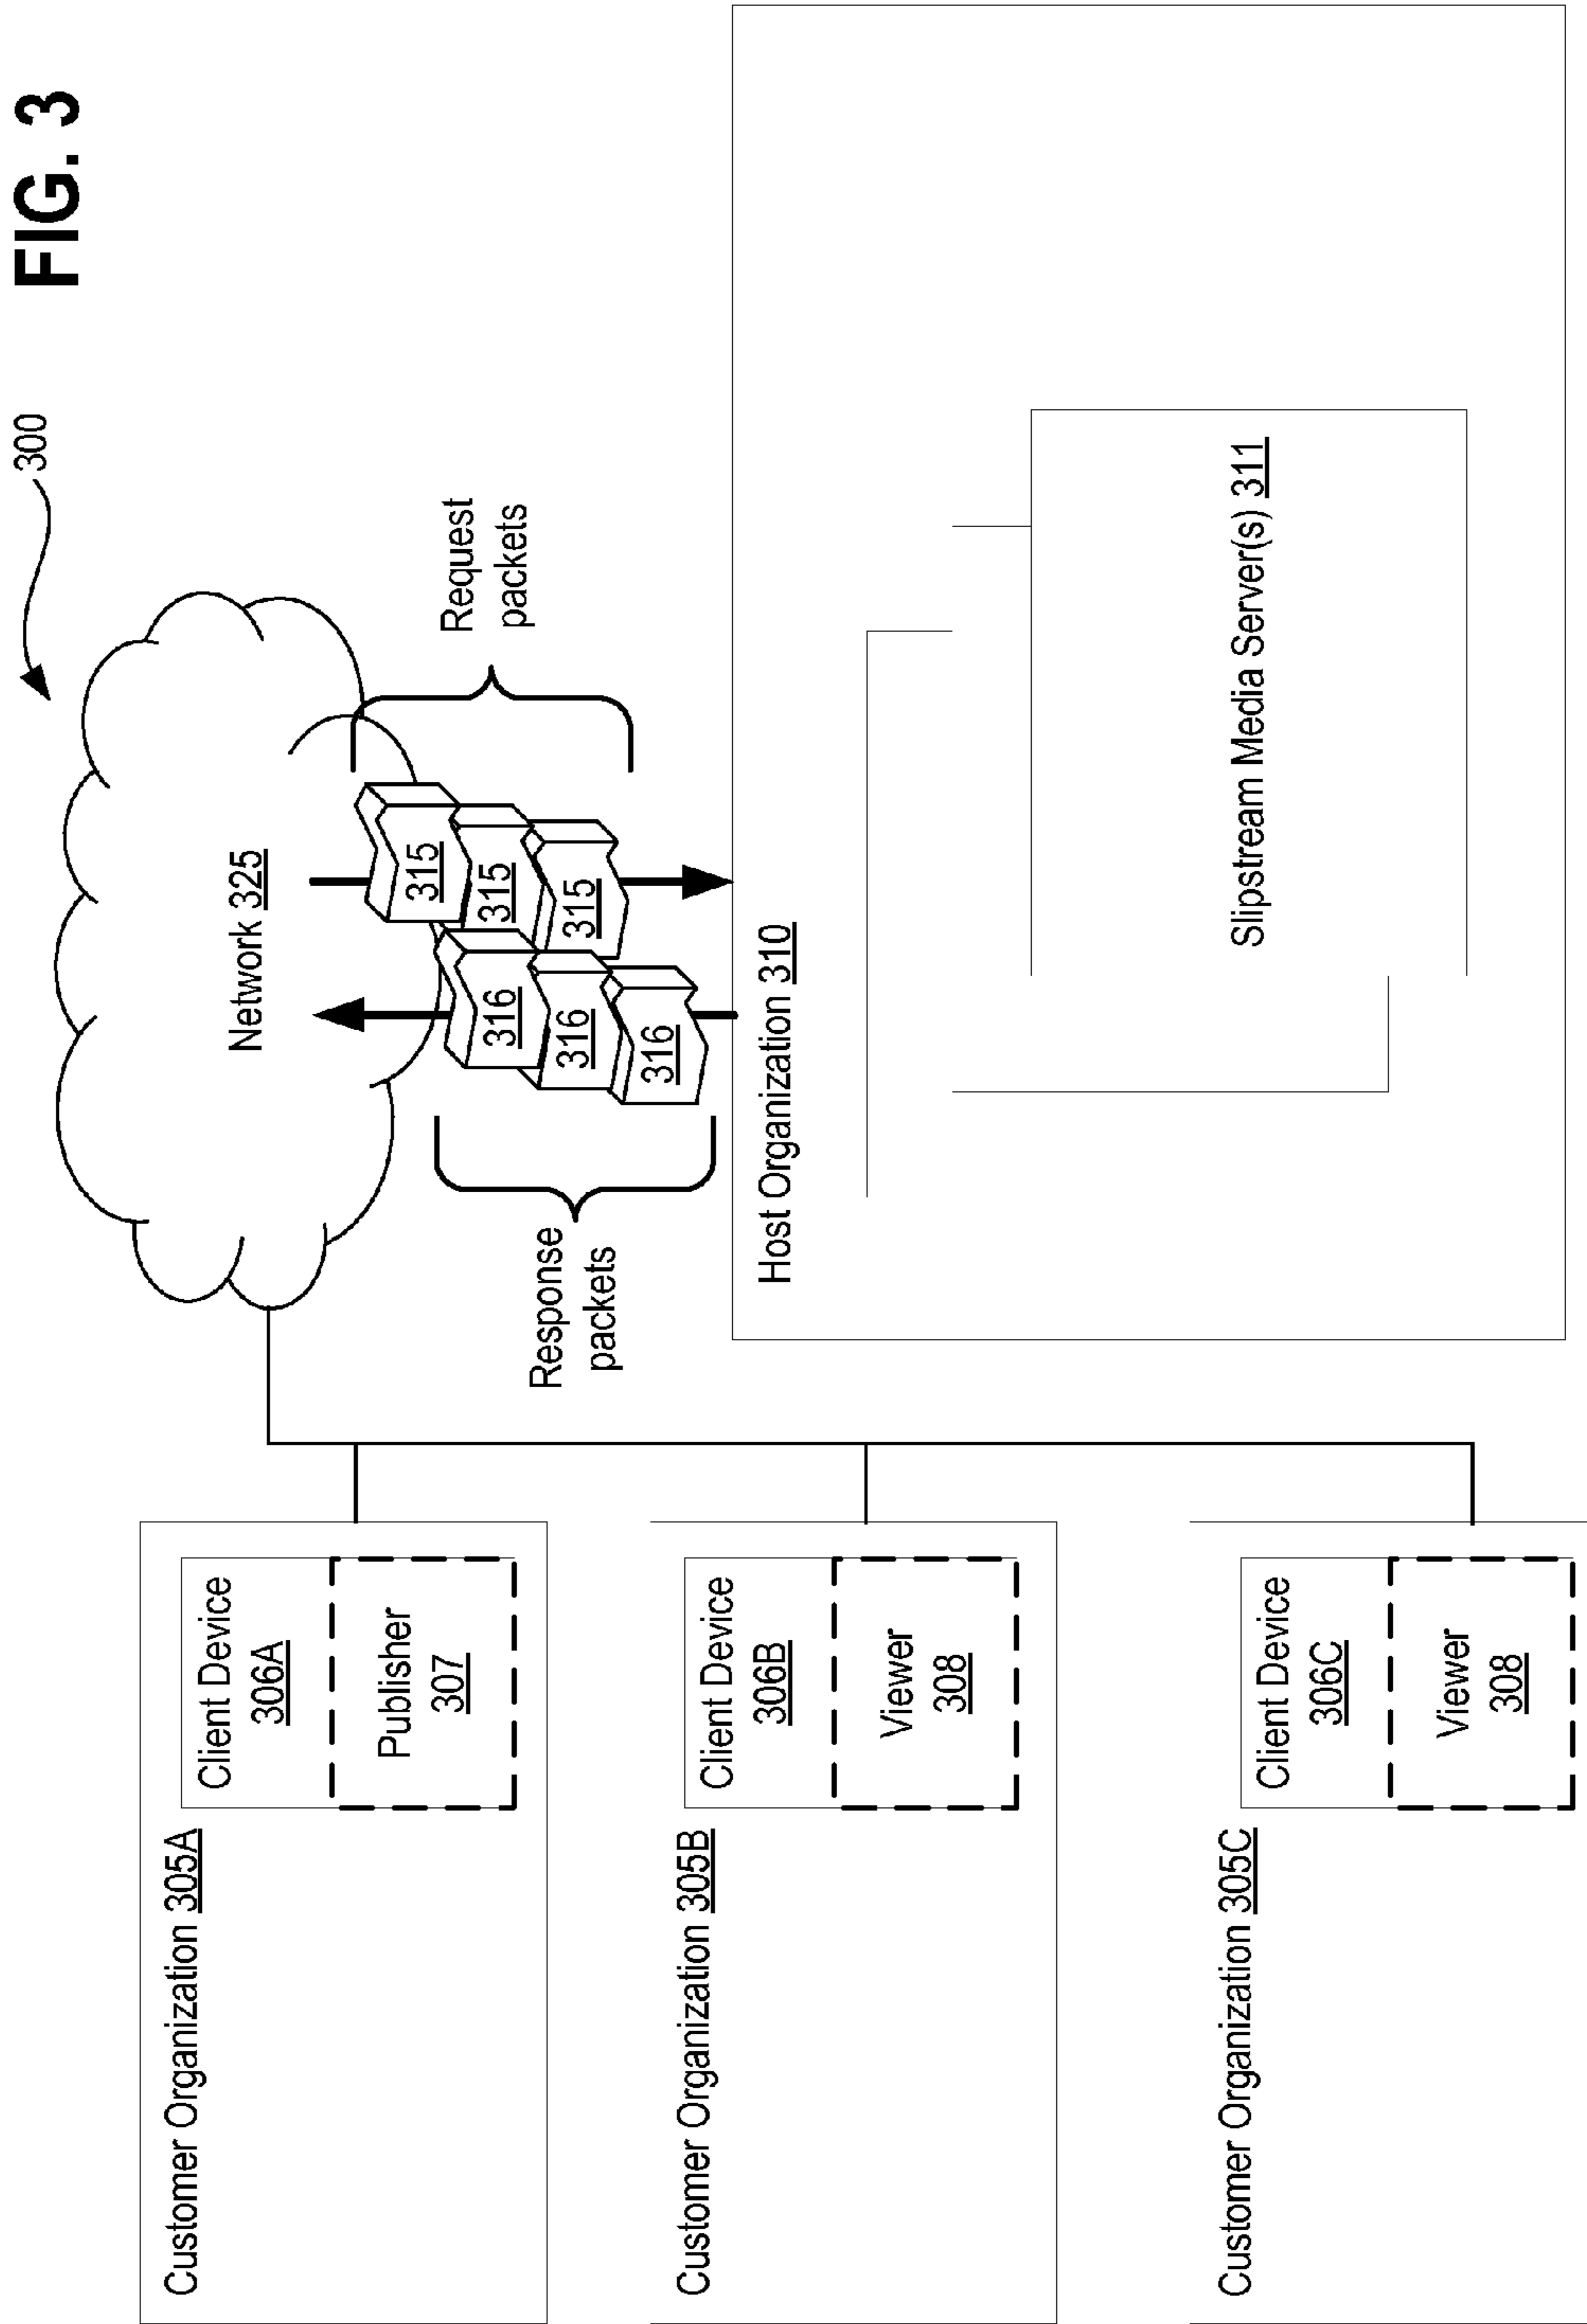 FIG. 3
300
Network 325
Request
packets
315
315
315
316
316
316
Response
packets
Host Organization 310
Slipstream Media Server(s) 311
Customer Organization 305A
Client Device
306A
Publisher
307
Customer Organization 305B
Client Device
306B
Viewer
308
Customer Organization 305C
Client Device
306C
Viewer
308